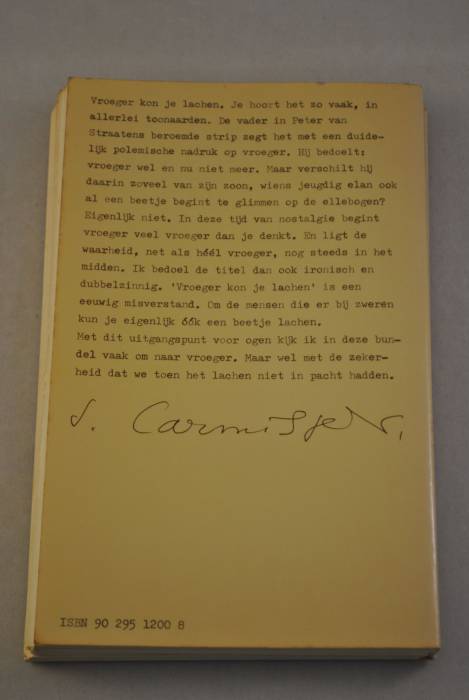 Vroeger kon je lachen. Je hoort het zo vaak, in
allerlei toonaarden. De vader in Peter van
Straatens beroemde strip zegt het met een duide-
lijk polemische nadruk op vroeger. Hij bedoelt:
vroeger wel en nu niet meer. Maar verschilt hij
daarin zoveel van zijn zoon, wiens jeugdig elan ook
al een beetje begint te glimmen op de ellebogen?
Eigenlijk niet. In deze tijd van nostalgie begint
vroeger veel vroeger dan je denkt. En ligt de
waarheid, net als héél vroeger, nog steeds in het
midden. Ik bedoel de titel dan ook ironisch en
dubbelzinnig. 'Vroeger kon je lachen' is een
eeuwig misverstand. Om de mensen die er bij zweren
kun je eigenlijk óók een beetje lachen.
Met dit uitgangspunt voor ogen kijk ik in deze bun-
del vaak om naar vroeger. Maar wel met de zeker-
heid dat we toen het lachen niet in pacht hadden.
S. Carmiggelt.
ISBN 90 295 1200 8